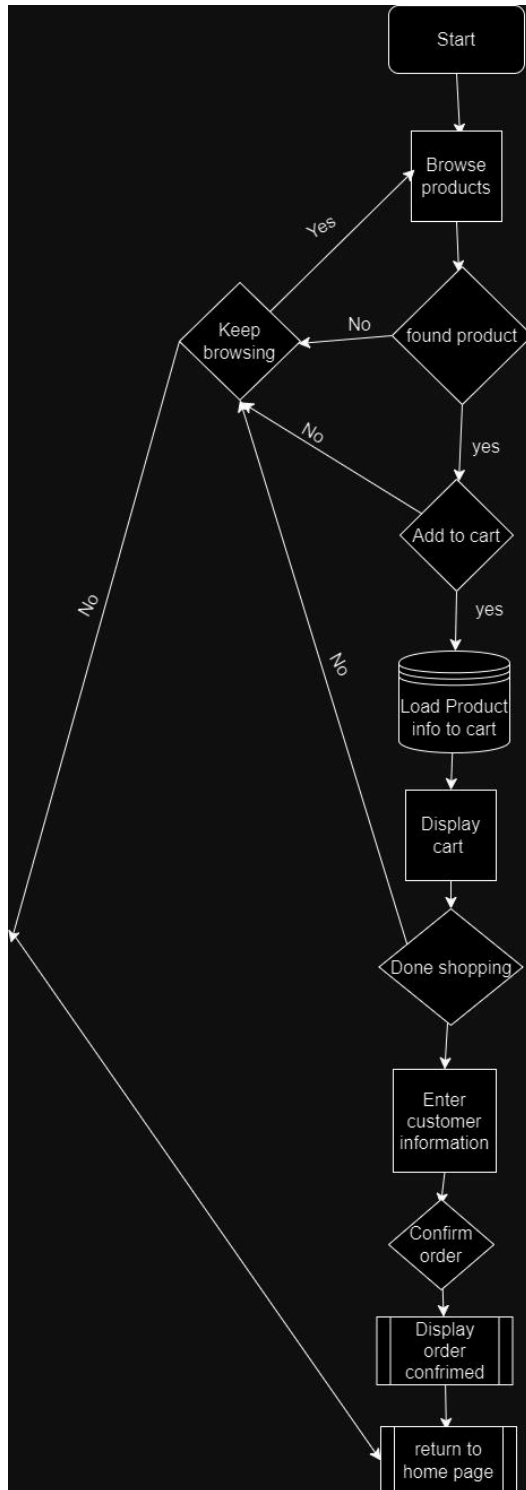 Start
Browse
products
Yes
Keep
browsing
No
found product
No
yes
Add to cart
yes
No
No
Load Product
info to cart
Display
cart
Done shopping
Enter
customer
information
Confirm
order
Display
order
confrimed
return to
home page